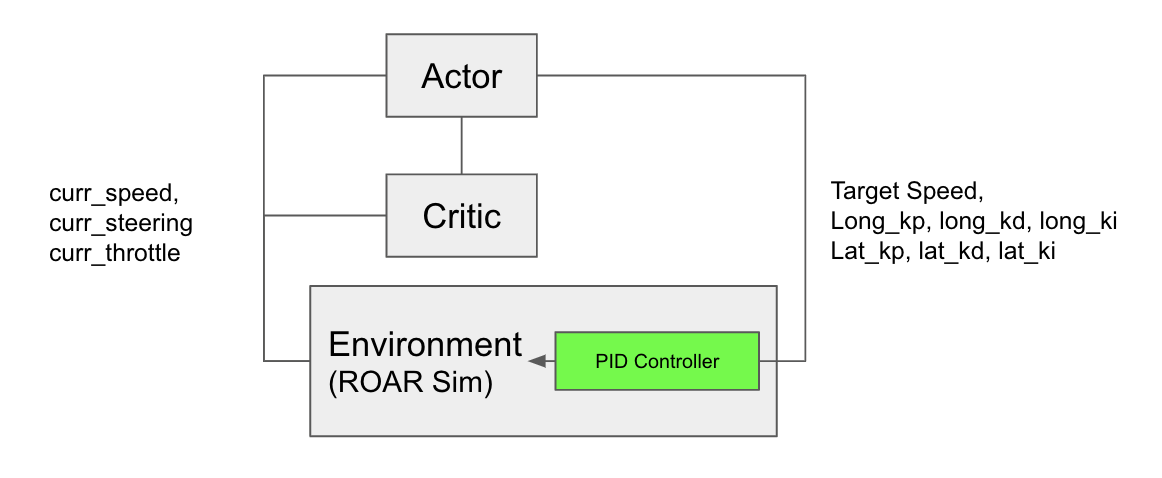 Actor
Critic
curr_speed,
curr_steering
curr_throttle
Target Speed,
Long_kp, long_kd, long_ki
Lat_kp, lat_kd, lat_ki
Environment
(ROAR Sim)
PID Controller